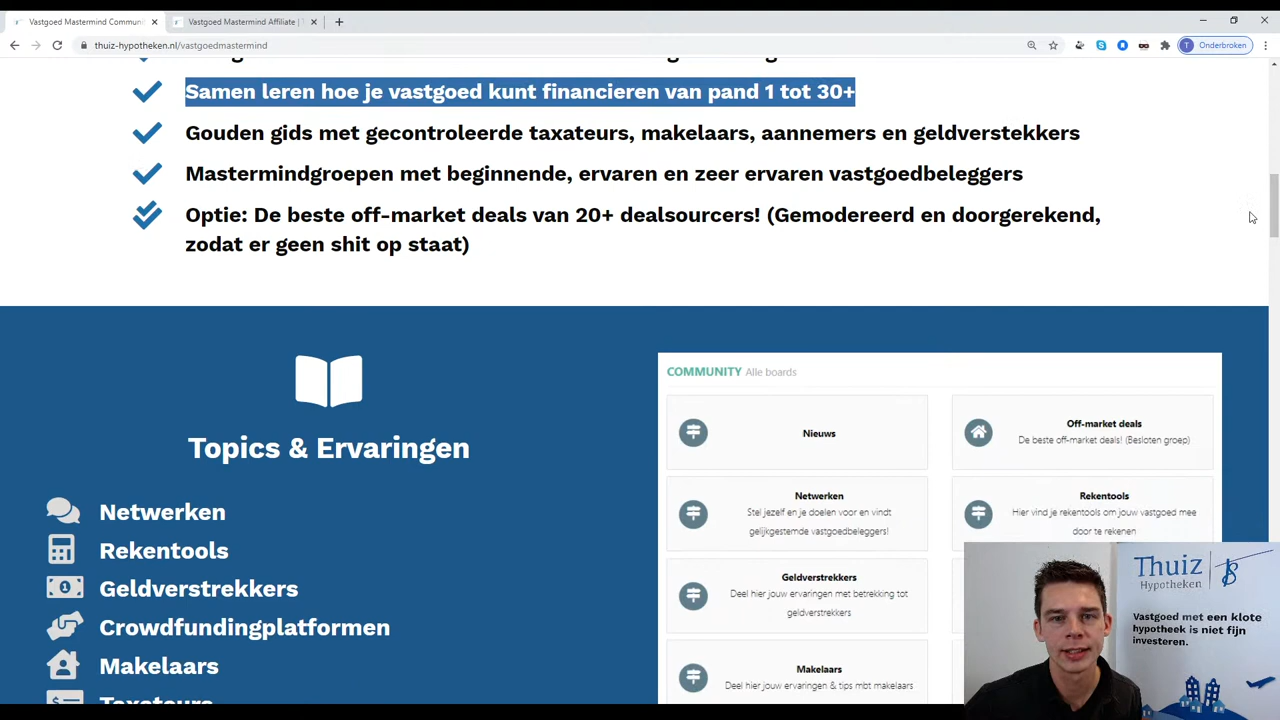 Vastgoed Mastermind Communi
Vastgoed Mastermind Affiliate |
thuiz-hypotheken.nl/vastgoedmastermind
Onderbroken
Samen leren hoe je vastgoed kunt financieren van pand 1 tot 30+
Gouden gids met gecontroleerde taxateurs, makelaars, aannemers en geldverstekkers
Mastermindgroepen met beginnende, ervaren en zeer ervaren vastgoedbeleggers
Optie: De beste off-market deals van 20+ dealsourcers! (Gemodereerd en doorgerekend,
zodat er geen shit op staat)
Topics & Ervaringen
Netwerken
Rekentools
Geldverstrekkers
Crowdfundingplatformen
Makelaars
Taxateurs
COMMUNITY Alle boards
Nieuws
Off-market deals
De beste off-market deals! (Besloten groep)
Netwerken
Stel jezelf en je doelen voor en vindt
gelijkgestemde vastgoedbeleggers!
Rekentools
Hier vind je rekentools om jouw vastgoed mee
door te rekenen
Geldverstrekkers
Deel hier jouw ervaringen met betrekking tot
geldverstrekkers
Makelaars
Deel hier jouw ervaringen & tips mbt makelaars
Thuiz
Hypotheken
Vastgoed met een klote
hypotheek is niet fijn
investeren.